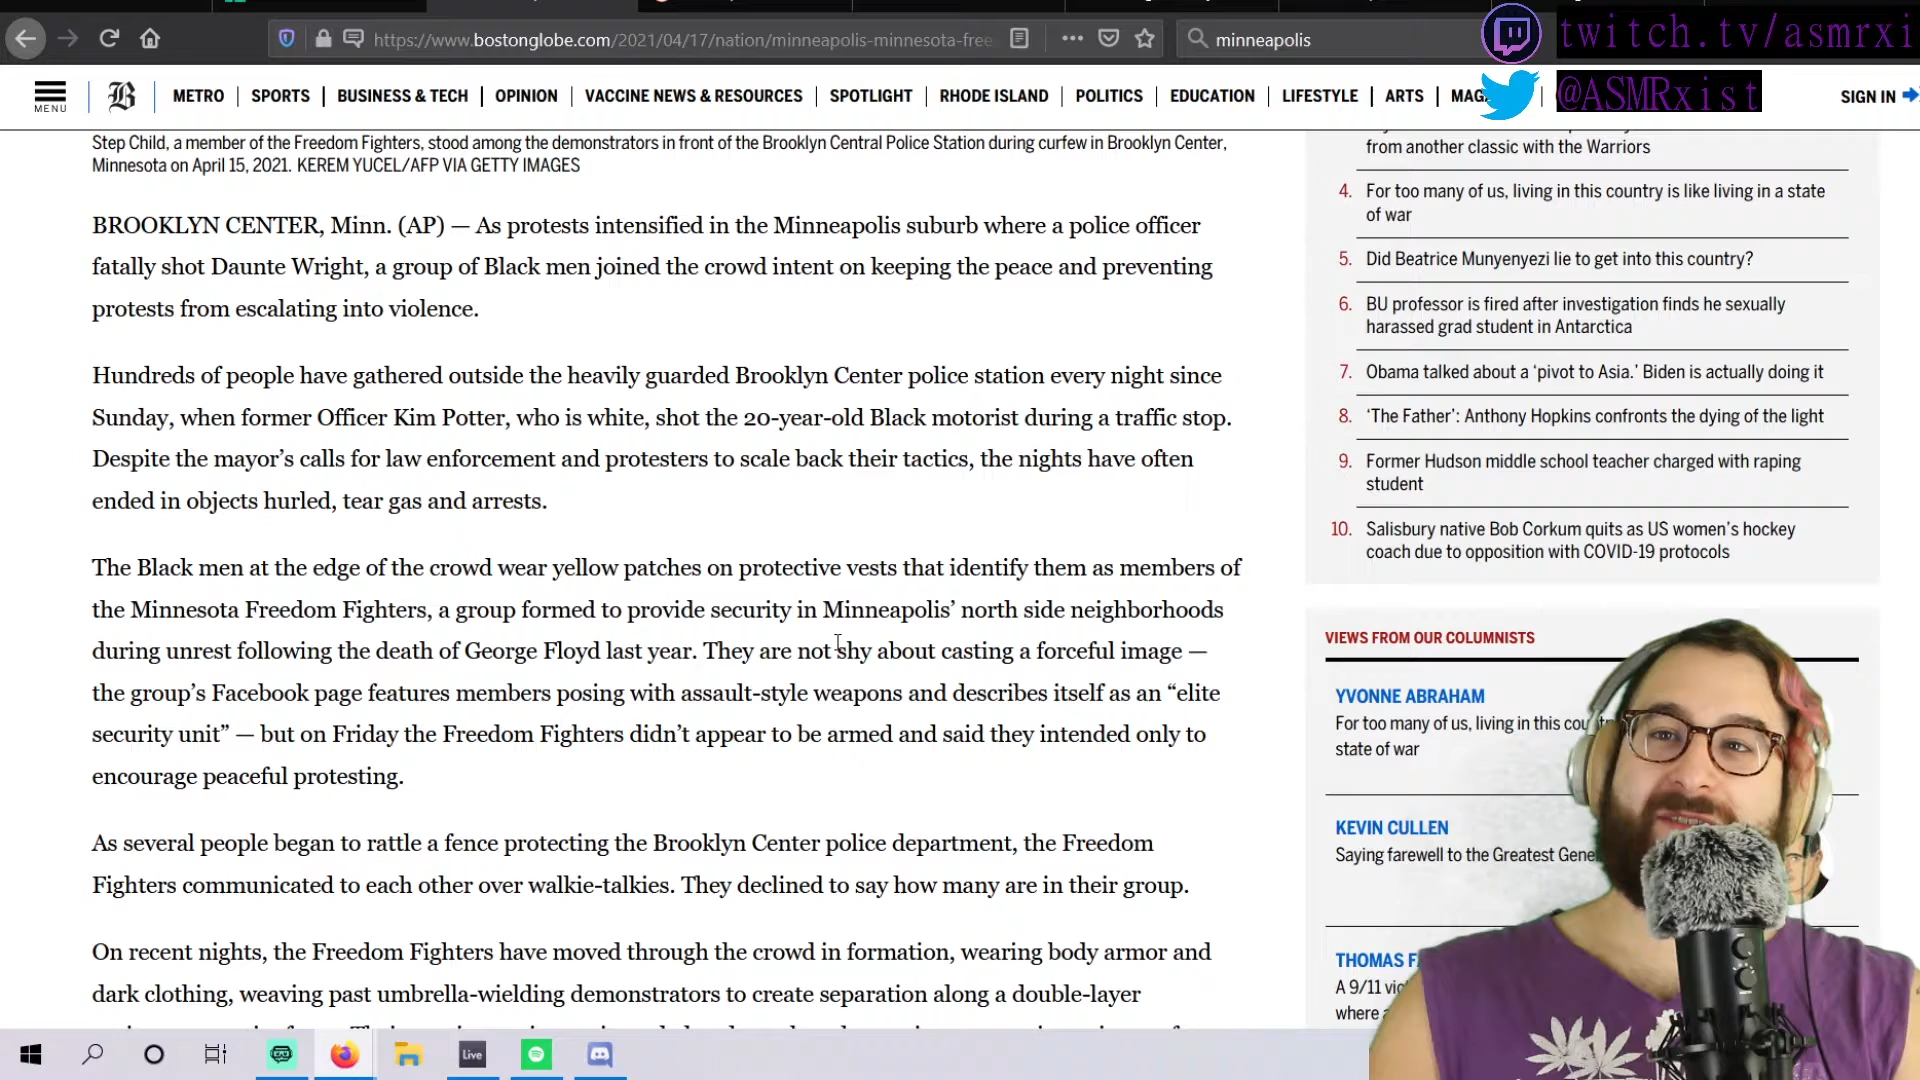 https://www.bostonglobe.com/2021/04/17/nation/minneapolis-minnesota-free
minneapolis
twitch.tv/asmrxi
@ASMRxist
MENU
B
METRO
SPORTS
BUSINESS & TECH
OPINION
VACCINE NEWS & RESOURCES
SPOTLIGHT
RHODE ISLAND
POLITICS
EDUCATION
LIFESTYLE
ARTS
SIGN IN
Step Child, a member of the Freedom Fighters, stood among the demonstrators in front of the Brooklyn Central Police Station during curfew in Brooklyn Center,
Minnesota on April 15, 2021. KEREM YUCEL/AFP VIA GETTY IMAGES
BROOKLYN CENTER, Minn. (AP) — As protests intensified in the Minneapolis suburb where a police officer
fatally shot Daunte Wright, a group of Black men joined the crowd intent on keeping the peace and preventing
protests from escalating into violence.
Hundreds of people have gathered outside the heavily guarded Brooklyn Center police station every night since
Sunday, when former Officer Kim Potter, who is white, shot the 20-year-old Black motorist during a traffic stop.
Despite the mayor’s calls for law enforcement and protesters to scale back their tactics, the nights have often
ended in objects hurled, tear gas and arrests.
The Black men at the edge of the crowd wear yellow patches on protective vests that identify them as members of
the Minnesota Freedom Fighters, a group formed to provide security in Minneapolis’ north side neighborhoods
during unrest following the death of George Floyd last year. They are not shy about casting a forceful image —
the group’s Facebook page features members posing with assault-style weapons and describes itself as an “elite
security unit” — but on Friday the Freedom Fighters didn’t appear to be armed and said they intended only to
encourage peaceful protesting.
As several people began to rattle a fence protecting the Brooklyn Center police department, the Freedom
Fighters communicated to each other over walkie-talkies. They declined to say how many are in their group.
On recent nights, the Freedom Fighters have moved through the crowd in formation, wearing body armor and
dark clothing, weaving past umbrella-wielding demonstrators to create separation along a double-layer
from another classic with the Warriors
4. For too many of us, living in this country is like living in a state
of war
5. Did Beatrice Munyenyezi lie to get into this country?
6. BU professor is fired after investigation finds he sexually
harassed grad student in Antarctica
7. Obama talked about a ‘pivot to Asia.’ Biden is actually doing it
8. ‘The Father’: Anthony Hopkins confronts the dying of the light
9. Former Hudson middle school teacher charged with raping
student
10. Salisbury native Bob Corkum quits as US women’s hockey
coach due to opposition with COVID-19 protocols
VIEWS FROM OUR COLUMNISTS
YVONNE ABRAHAM
For too many of us, living in this
state of war
KEVIN CULLEN
Saying farewell to the Greatest
THOMAS
A 9/11
where
Live